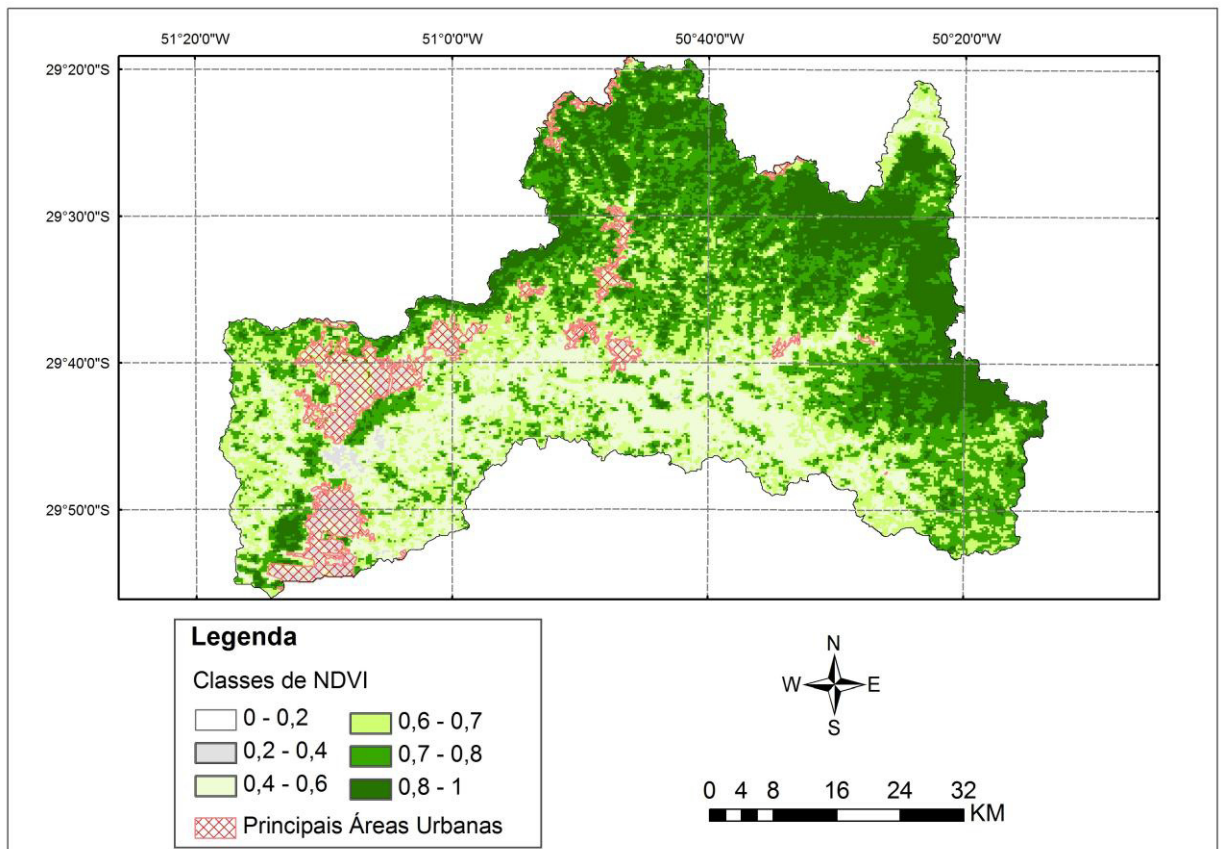 51°20'0"W 51°0'0"W 50°40'0"W 50°20'0"W
29°20'0"S
29°30'0"S
29°40'0"S
29°50'0"S
Legenda
Classes de NDVI
0 - 0,2 0,6 - 0,7
0,2 - 0,4 0,7 - 0,8
0,4 - 0,6 0,8 - 1
Principais Áreas Urbanas
N
W E
S
0 4 8 16 24 32
KM